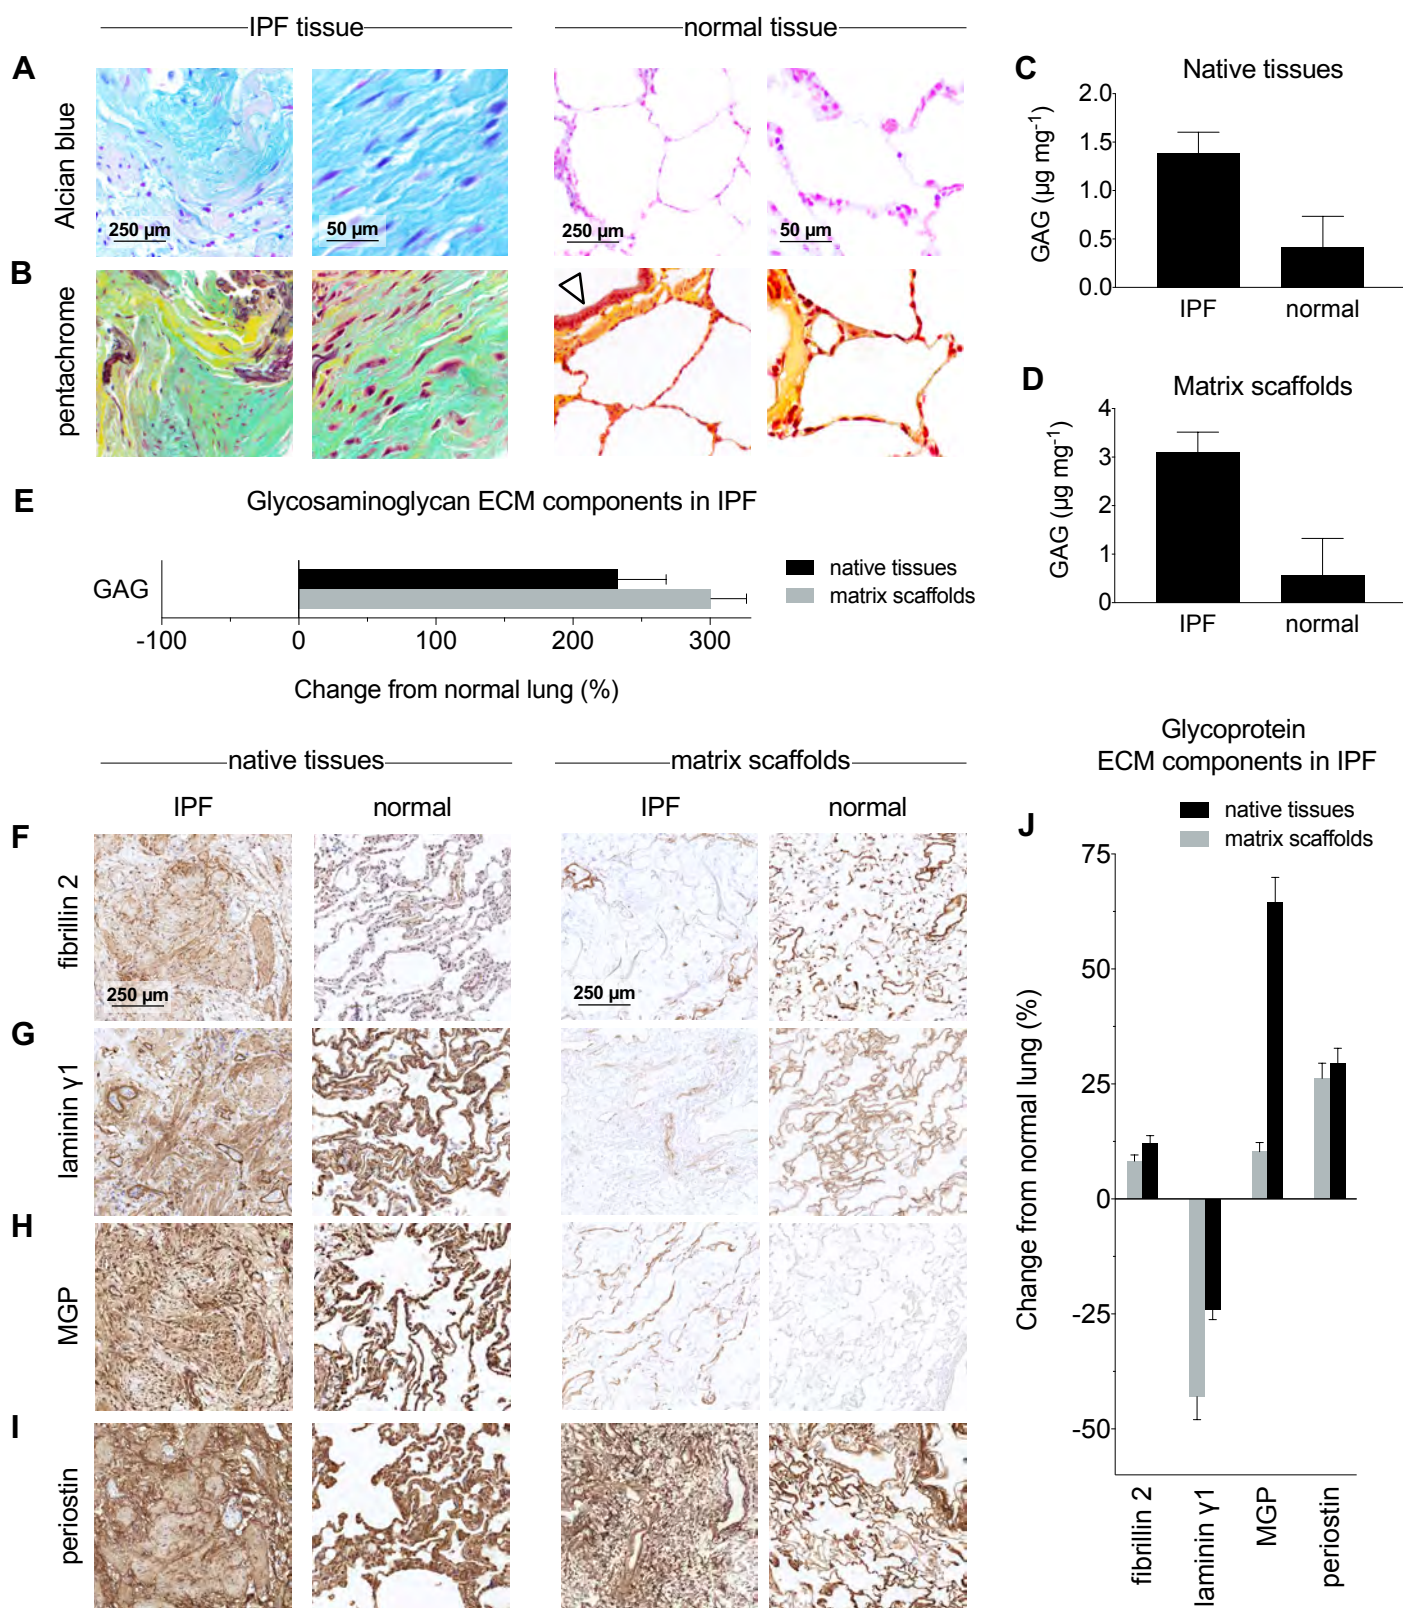 IPF tissue
normal tissue
A
Alcian blue
250 µm
50 µm
250 µm
50 µm
B
pentachrome
C
Native tissues
GAG (µg mg-1)
2.0
1.5
1.0
0.5
0.0
IPF
normal
D
Matrix scaffolds
GAG (µg mg-1)
4
3
2
1
0
IPF
normal
E
Glycosaminoglycan ECM components in IPF
GAG
native tissues
matrix scaffolds
-100
0
100
200
300
Change from normal lung (%)
native tissues
matrix scaffolds
IPF
normal
IPF
normal
F
fibrillin 2
250 µm
250 µm
G
laminin γ1
H
MGP
I
periostin
Glycoprotein
ECM components in IPF
J
native tissues
matrix scaffolds
Change from normal lung (%)
75
50
25
0
-25
-50
fibrillin 2
laminin γ1
MGP
periostin